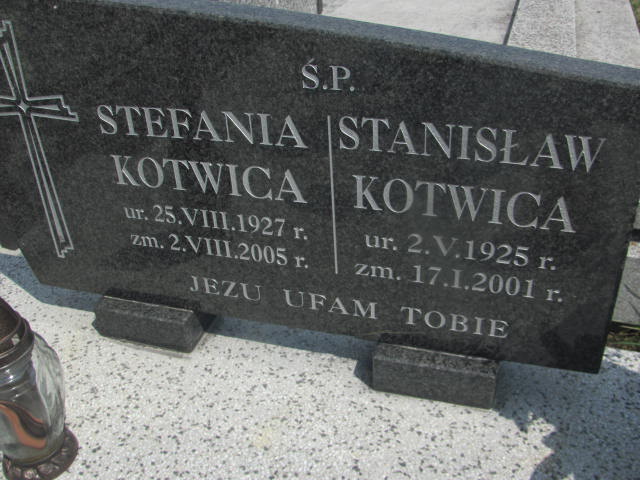 Ś.P.
STEFANIA
KOTWICA
ur. 25.VIII.1927 r.
zm. 2.VIII.2005 r.
STANISŁAW
KOTWICA
ur. 2.V.1925 r.
zm. 17.I.2001 r.
JEZU UFAM TOBIE